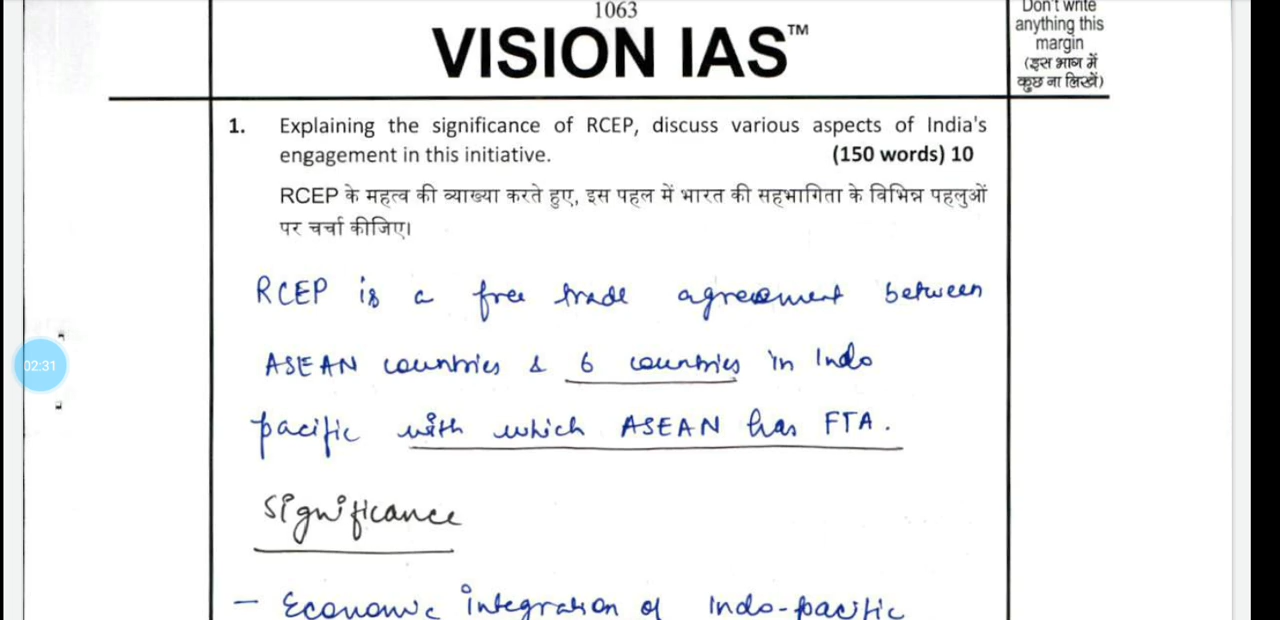 1063
VISION IAS™
Don't write
anything this
margin
(इस भाग में
कुछ ना लिखें)
1. Explaining the significance of RCEP, discuss various aspects of India's
engagement in this initiative. (150 words) 10
RCEP के महत्व की व्याख्या करते हुए, इस पहल में भारत की सहभागिता के विभिन्न पहलुओं
पर चर्चा कीजिए।
RCEP is a free trade agreement between
ASEAN countries & 6 countries in Indo
pacific with which ASEAN has FTA.
02:31
Significance
- Economic integration of Indo-pacific